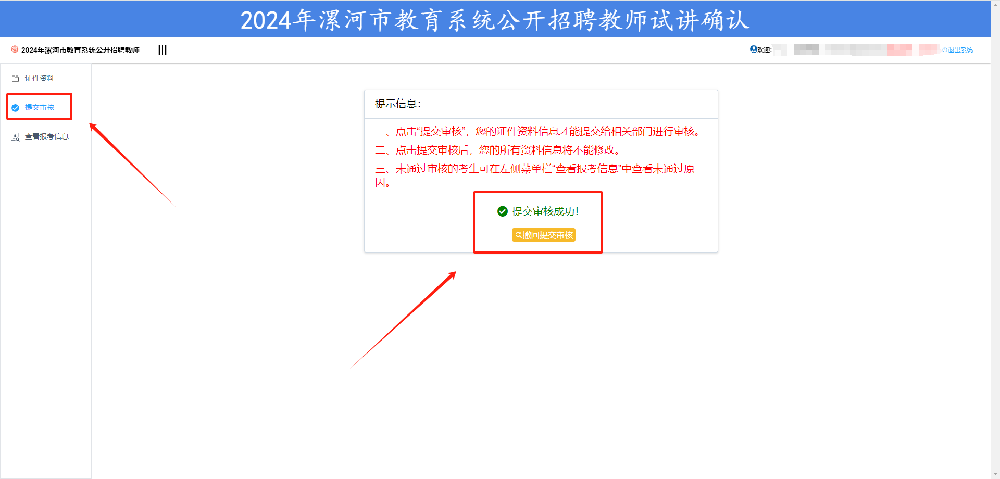 2024年漯河市教育系统公开招聘教师试讲确认
2024年漯河市教育系统公开招聘教师
欢迎:
退出系统
证件资料
提交审核
查看报考信息
提示信息：
一、点击“提交审核”，您的证件资料信息才能提交给相关部门进行审核。
二、点击提交审核后，您的所有资料信息将不能修改。
三、未通过审核的考生可在左侧菜单栏“查看报考信息”中查看未通过原
因。
提交审核成功！
撤回提交审核